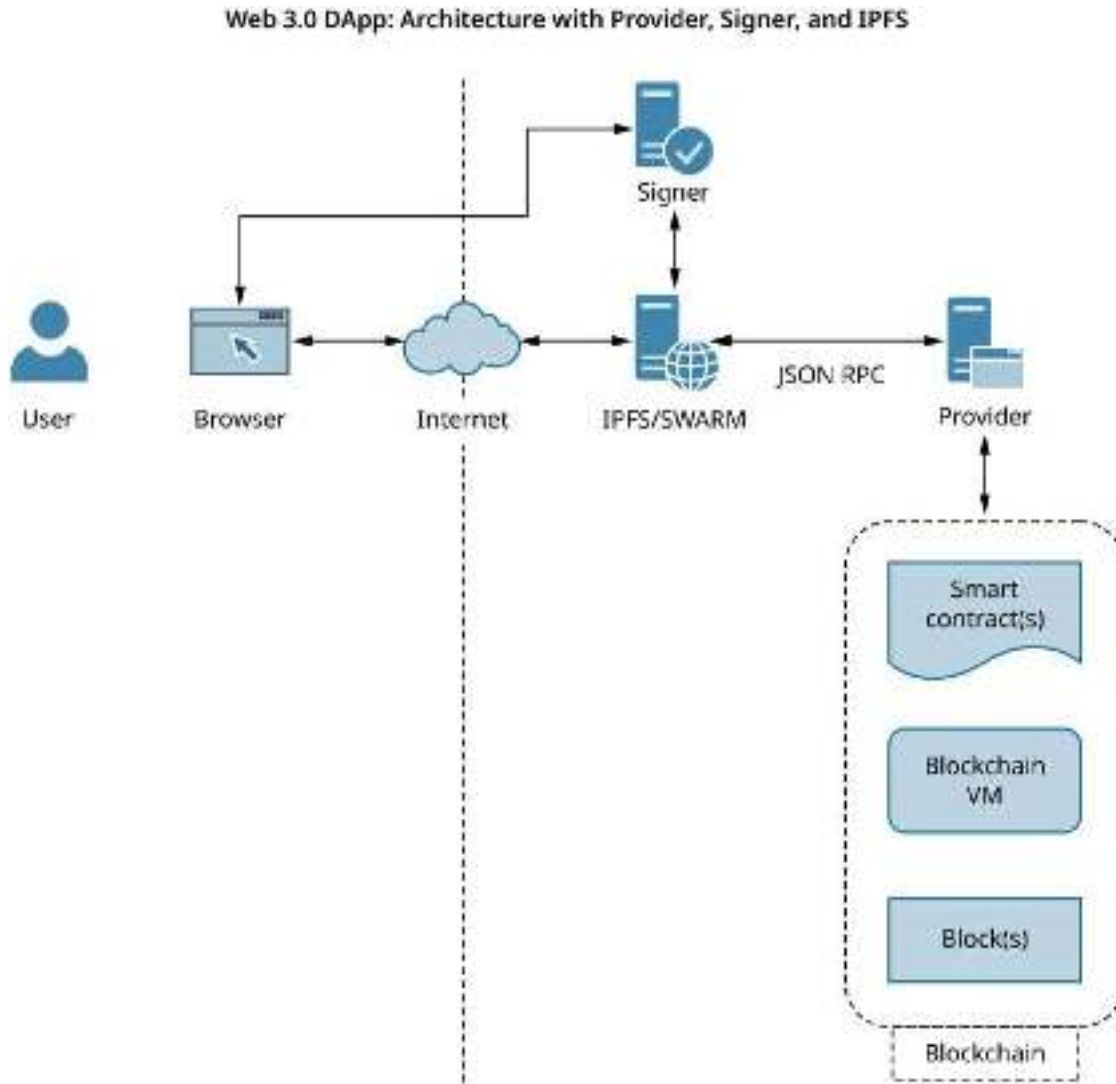 Web 3.0 DApp: Architecture with Provider, Signer, and IPFS
Signer
JSON RPC
User
Browser
Internet
IPFS/SWARM
Provider
Smart
contract(s)
Blockchain
VM
Block(s)
Blockchain